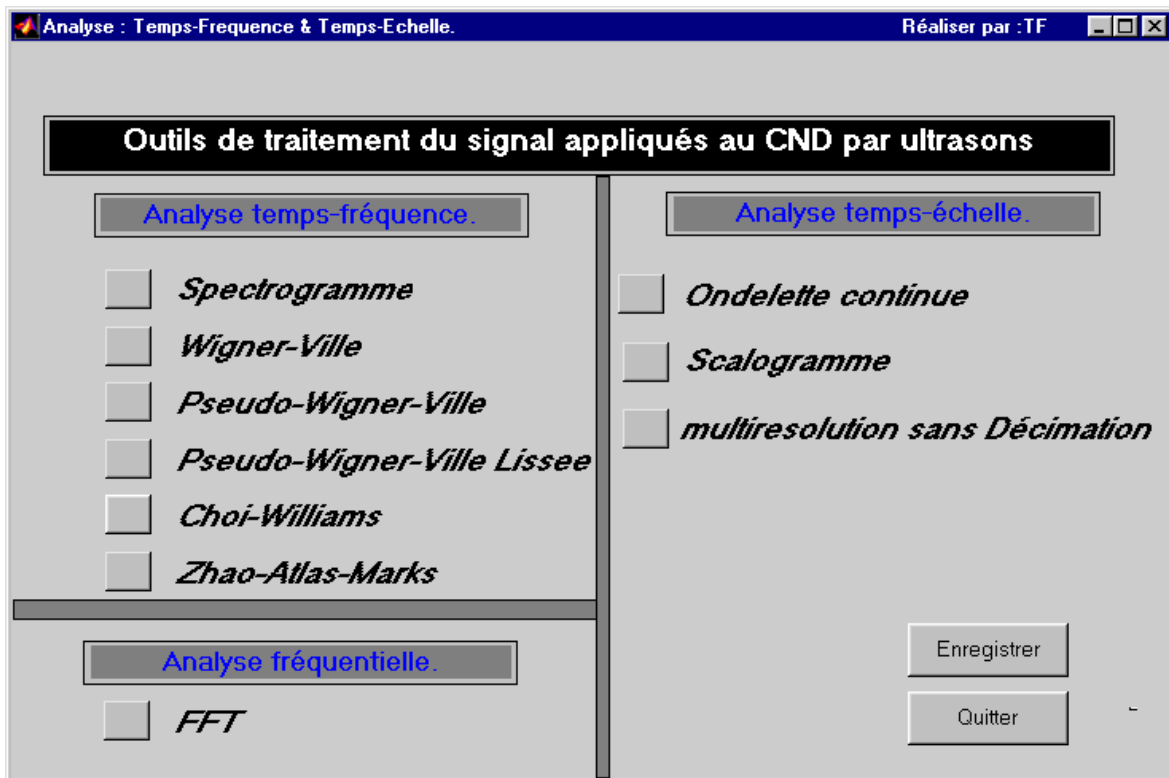 Analyse : Temps-Frequence & Temps-Echelle.
Réaliser par :TF
Outils de traitement du signal appliqués au CND par ultrasons
Analyse temps-fréquence.
Spectrogramme
Wigner-Ville
Pseudo-Wigner-Ville
Pseudo-Wigner-Ville Lissee
Choi-Williams
Zhao-Atlas-Marks
Analyse fréquentielle.
FFT
Analyse temps-échelle.
Ondelette continue
Scalogramme
multiresolution sans Décimation
Enregistrer
Quitter